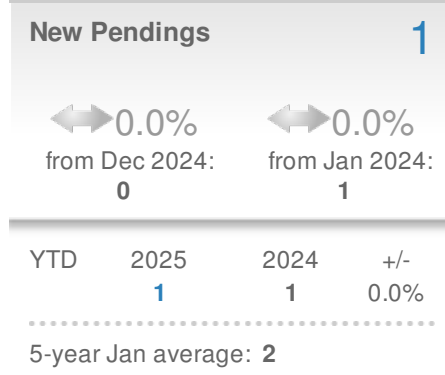 New Pendings 1
0.0% 0.0%
from Dec 2024: from Jan 2024:
0 1
YTD 2025 2024 +/-
1 1 0.0%
5-year Jan average: 2